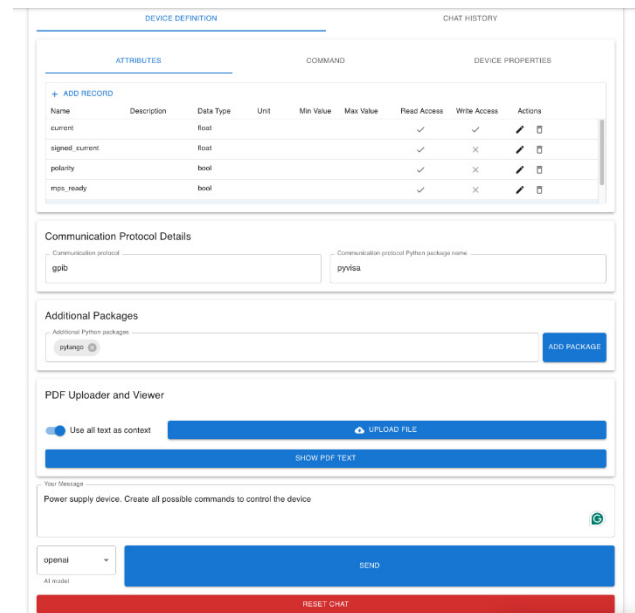 DEVICE DEFINITION CHAT HISTORY
ATTRIBUTES COMMAND DEVICE PROPERTIES
+ ADD RECORD
Name Description Data Type Unit Min Value Max Value Read Access Write Access Actions
current float
signed_current float
polarity bool
mps_ready bool
Communication Protocol Details
Communication protocol Communication protocol Python package name
gpib pyvisa
Additional Packages
Additional Python packages
pytango ADD PACKAGE
PDF Uploader and Viewer
Use all text as context UPLOAD FILE
SHOW PDF TEXT
Your Message
Power supply device. Create all possible commands to control the device
openai SEND
AI model
RESET CHAT